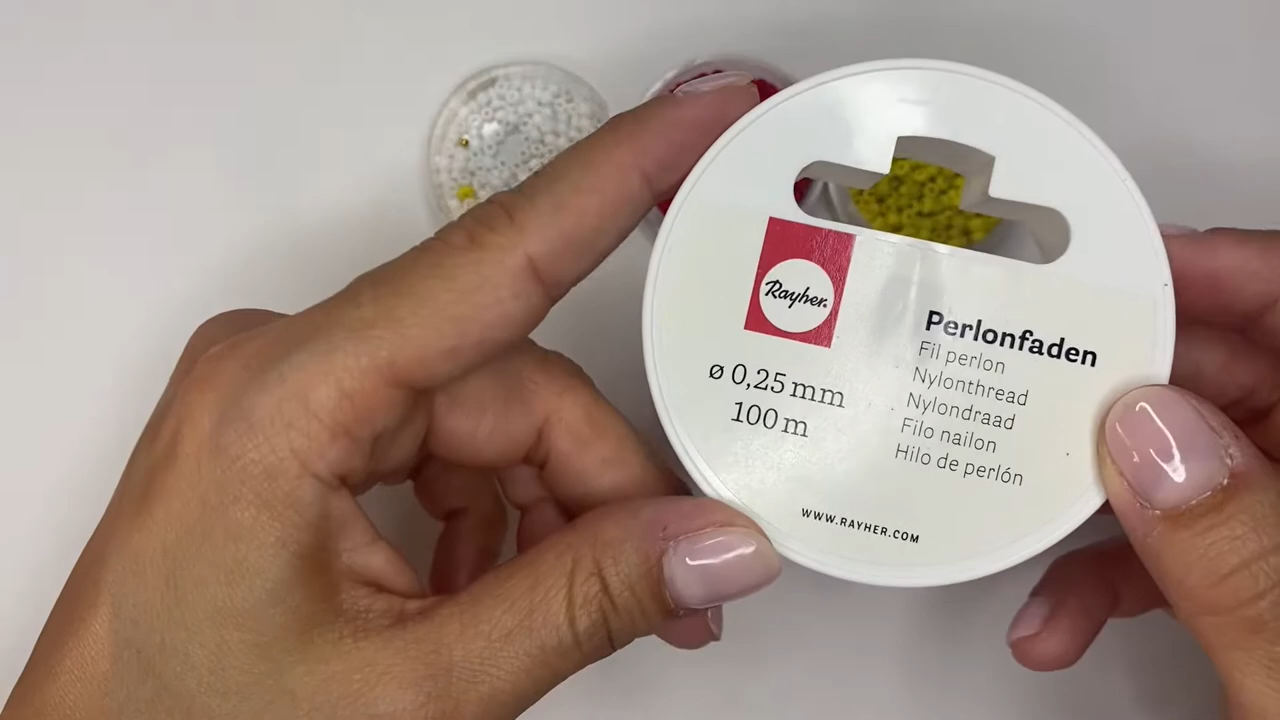 Rayher.
ø 0,25 mm
100 m
Perlonfaden
Fil perlon
Nylonthread
Nylondraad
Filo nailon
Hilo de perlón
WWW.RAYHER.COM